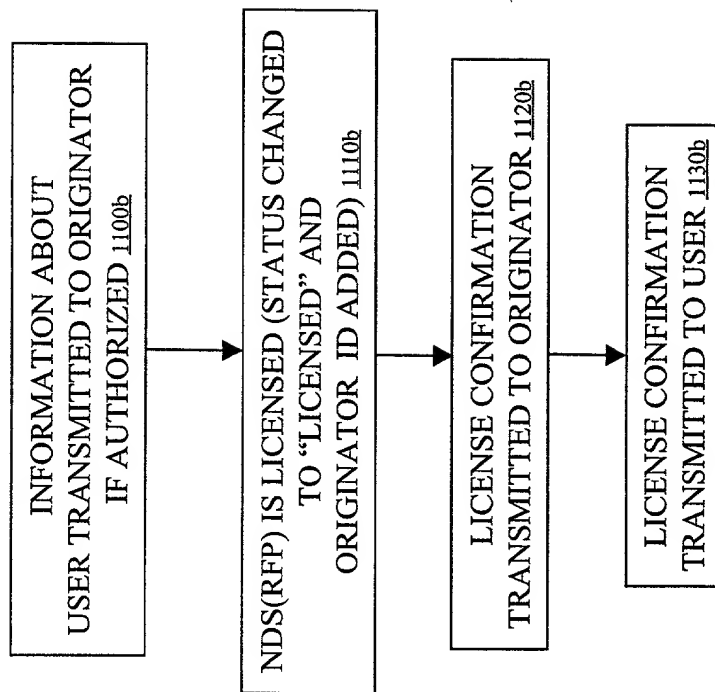 INFORMATION ABOUT
USER TRANSMITTED TO ORIGINATOR
IF AUTHORIZED 1100b
NDS(RFP) IS LICENSED (STATUS CHANGED
TO “LICENSED” AND
ORIGINATOR ID ADDED) 1110b
LICENSE CONFIRMATION
TRANSMITTED TO ORIGINATOR 1120b
LICENSE CONFIRMATION
TRANSMITTED TO USER 1130b